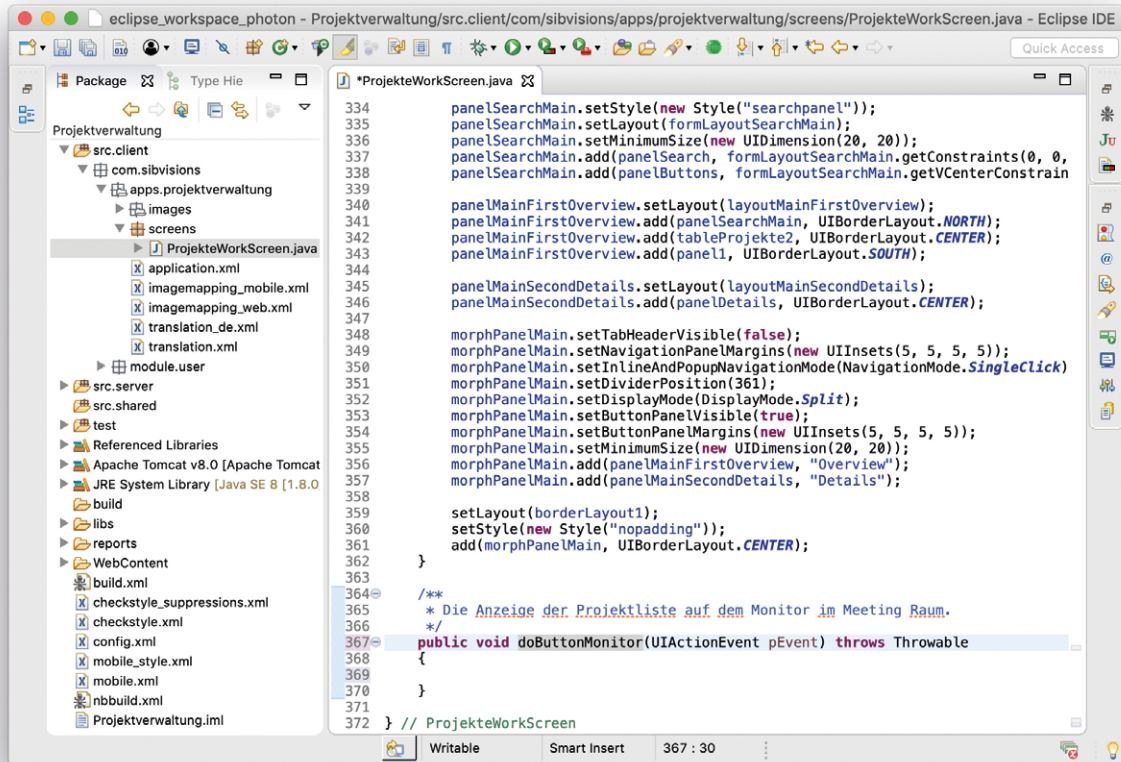 eclipse_workspace_photon - Projektverwaltung/src.client/com/sibvisions/apps/projektverwaltung/screens/ProjekteWorkScreen.java - Eclipse IDE
Quick Access
Package
Type Hie
Projektverwaltung
src.client
com.sibvisions
apps.projektverwaltung
images
screens
ProjekteWorkScreen.java
application.xml
imagemapping_mobile.xml
imagemapping_web.xml
translation_de.xml
translation.xml
module.user
src.server
src.shared
test
Referenced Libraries
Apache Tomcat v8.0 [Apache Tomcat
JRE System Library [Java SE 8 [1.8.0
build
libs
reports
WebContent
build.xml
checkstyle_suppressions.xml
checkstyle.xml
config.xml
mobile_style.xml
mobile.xml
nbbuild.xml
Projektverwaltung.iml
*ProjekteWorkScreen.java
334 panelSearchMain.setStyle(new Style("searchpanel"));
335 panelSearchMain.setLayout(formLayoutSearchMain);
336 panelSearchMain.setMinimumSize(new UIDimension(20, 20));
337 panelSearchMain.add(panelSearch, formLayoutSearchMain.getConstraints(0, 0,
338 panelSearchMain.add(panelButtons, formLayoutSearchMain.getVCenterConstrain
339
340 panelMainFirstOverview.setLayout(layoutMainFirstOverview);
341 panelMainFirstOverview.add(panelSearchMain, UIBorderLayout.NORTH);
342 panelMainFirstOverview.add(tableProjekte2, UIBorderLayout.CENTER);
343 panelMainFirstOverview.add(panel1, UIBorderLayout.SOUTH);
344
345 panelMainSecondDetails.setLayout(layoutMainSecondDetails);
346 panelMainSecondDetails.add(panelDetails, UIBorderLayout.CENTER);
347
348 morphPanelMain.setTabHeaderVisible(false);
349 morphPanelMain.setNavigationPanelMargins(new UIInsets(5, 5, 5, 5));
350 morphPanelMain.setInlineAndPopupNavigationMode(NavigationMode.SingleClick)
351 morphPanelMain.setDividerPosition(361);
352 morphPanelMain.setDisplayMode(DisplayMode.Split);
353 morphPanelMain.setButtonPanelVisible(true);
354 morphPanelMain.setButtonPanelMargins(new UIInsets(5, 5, 5, 5));
355 morphPanelMain.setMinimumSize(new UIDimension(20, 20));
356 morphPanelMain.add(panelMainFirstOverview, "Overview");
357 morphPanelMain.add(panelMainSecondDetails, "Details");
358
359 setLayout(borderLayout1);
360 setStyle(new Style("nopadding"));
361 add(morphPanelMain, UIBorderLayout.CENTER);
362 }
363
364 /**
365 * Die Anzeige der Projektliste auf dem Monitor im Meeting Raum.
366 */
367 public void doButtonMonitor(UIActionEvent pEvent) throws Throwable
368 {
369
370 }
371
372 } // ProjekteWorkScreen
Writable
Smart Insert
367 : 30